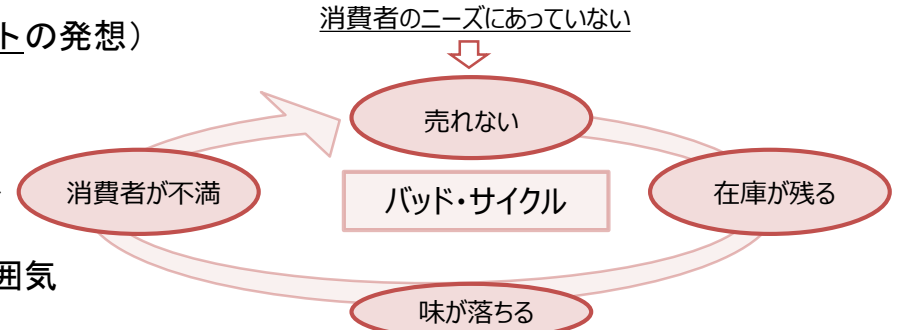 消費者のニーズにあっていない
トの発想）
売れない
消費者が不満
バッド・サイクル
在庫が残る
囲気
味が落ちる